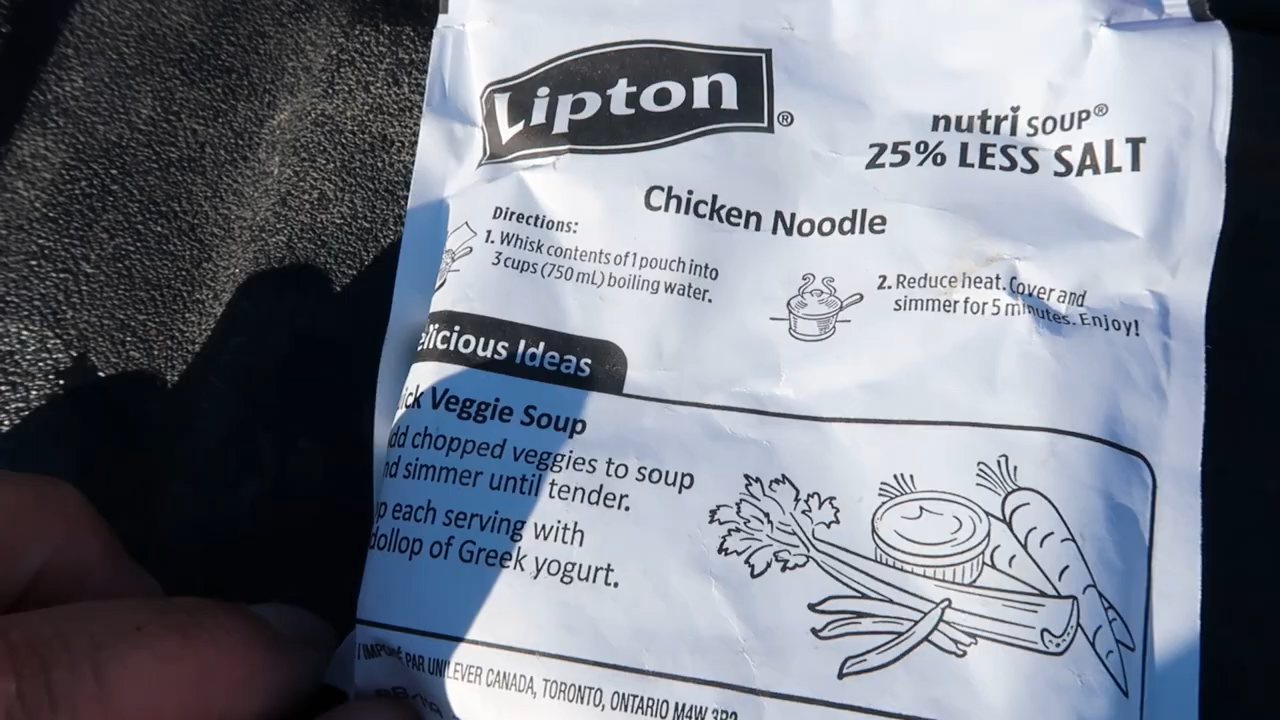 Lipton®
nutri SOUP®
25% LESS SALT
Chicken Noodle
Directions:
1. Whisk contents of 1 pouch into
3 cups (750 mL) boiling water.
2. Reduce heat. Cover and
simmer for 5 minutes. Enjoy!
elicious Ideas
ick Veggie Soup
dd chopped veggies to soup
nd simmer until tender.
p each serving with
dollop of Greek yogurt.
PAR UNILEVER CANADA, TORONTO, ONTARIO M4W